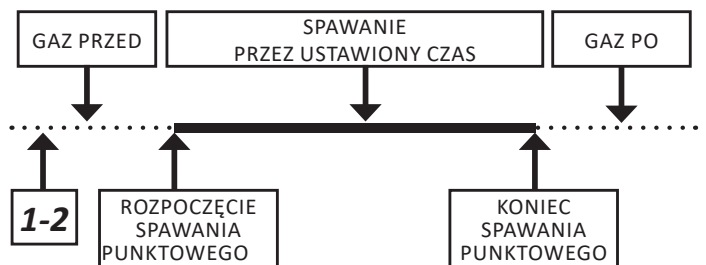 GAZ PRZED
SPAWANIE
PRZEZ USTAWIONY CZAS
GAZ PO
1-2
ROZPOCZĘCIE
SPAWANIA
PUNKTOWEGO
KONIEC
SPAWANIA
PUNKTOWEGO